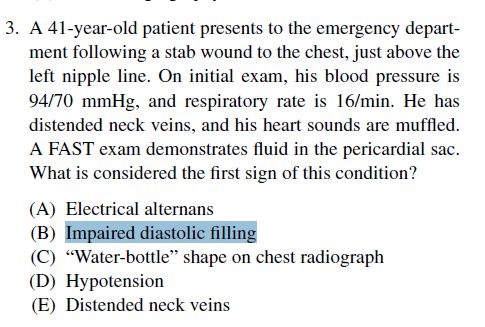 3. A 41-year-old patient presents to the emergency depart-
ment following a stab wound to the chest, just above the
left nipple line. On initial exam, his blood pressure is
94/70 mmHg, and respiratory rate is 16/min. He has
distended neck veins, and his heart sounds are muffled.
A FAST exam demonstrates fluid in the pericardial sac.
What is considered the first sign of this condition?
(A) Electrical alternans
(B) Impaired diastolic filling
(C) “Water-bottle” shape on chest radiograph
(D) Hypotension
(E) Distended neck veins